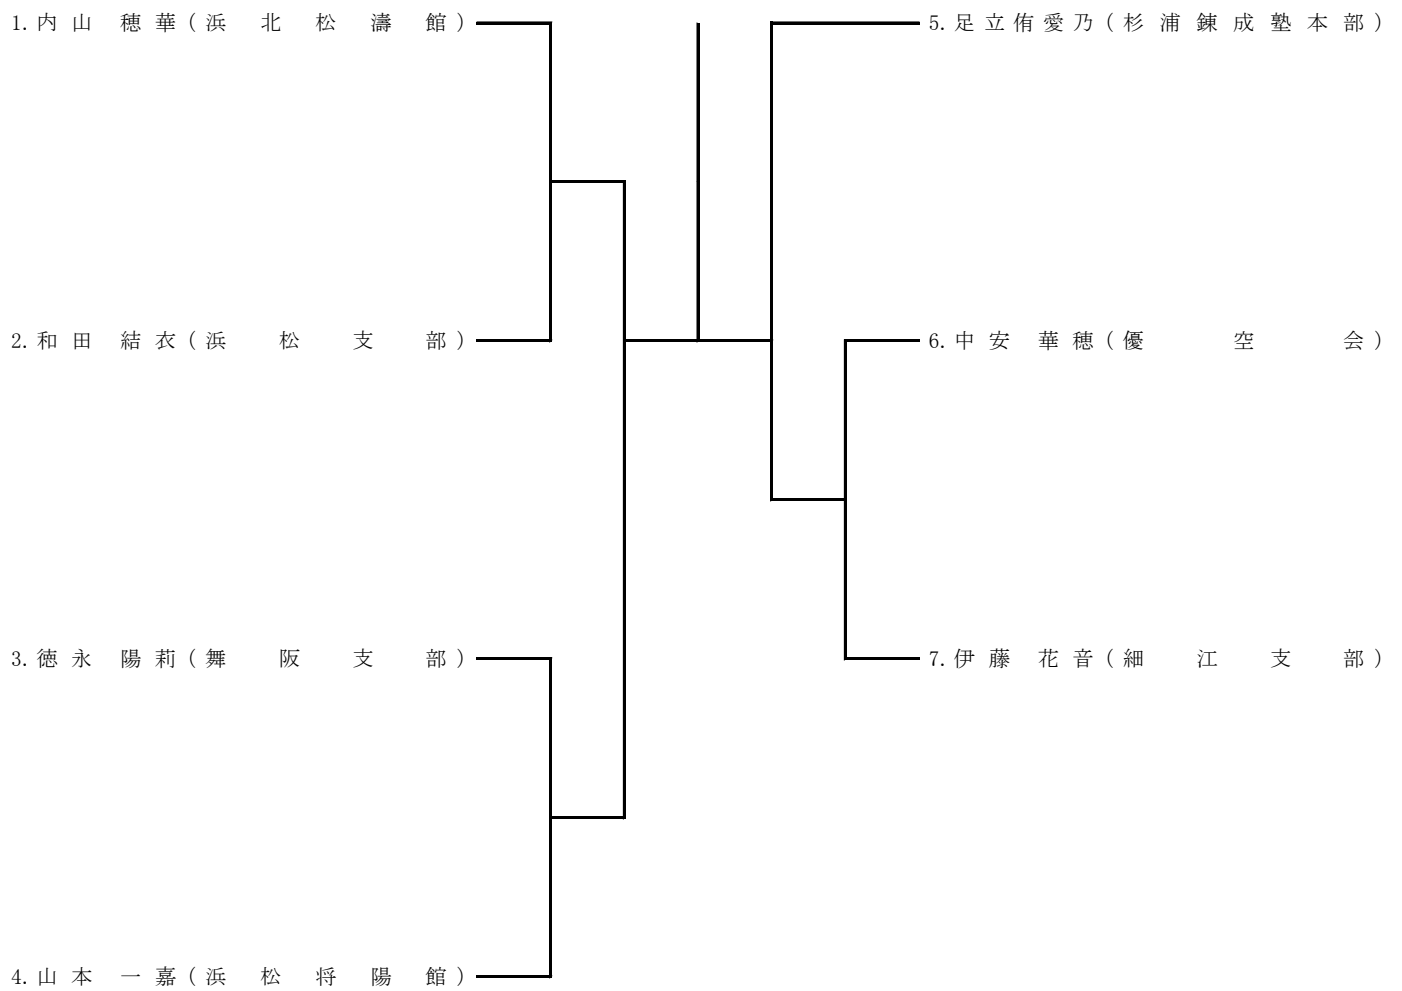 1. 内山 穂華(浜北松濤館)
2. 和田 結衣(浜松支部)
3. 徳永 陽莉(舞阪支部)
4. 山本 一嘉(浜松将陽館)
5. 足立侑愛乃(杉浦錬成塾本部)
6. 中安 華穂(優空会)
7. 伊藤 花音(細江支部)